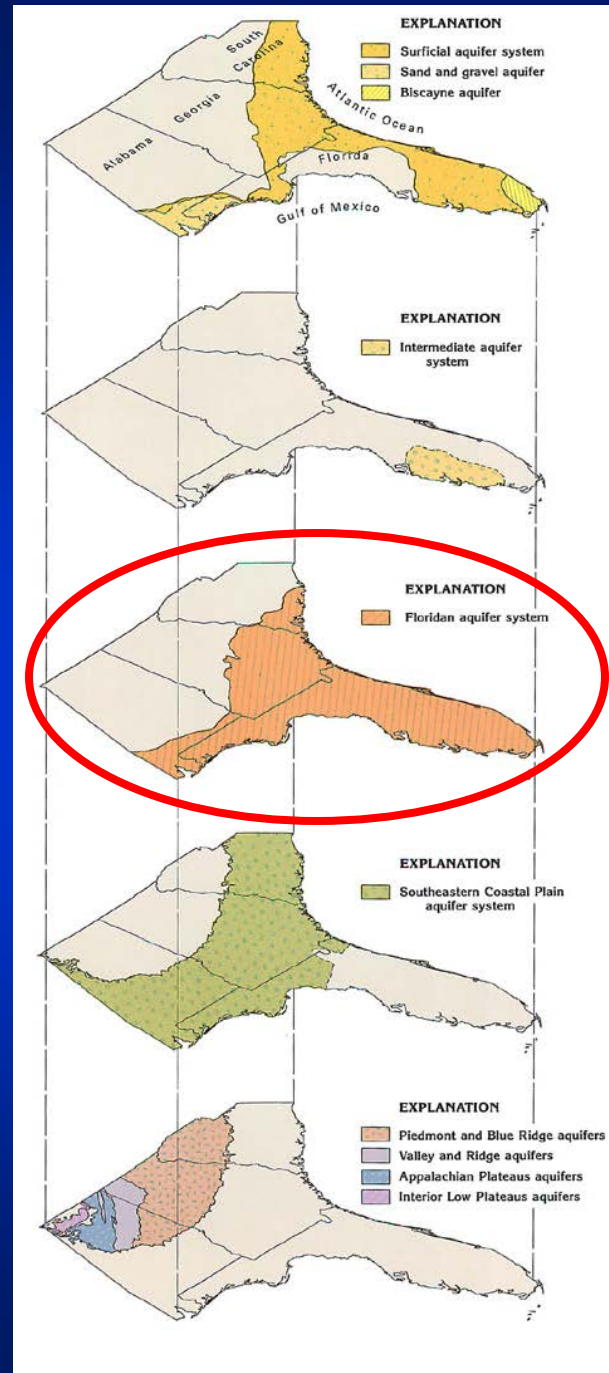 EXPLANATION
Surficial aquifer system
Sand and gravel aquifer
Biscayne aquifer
South
Carolina
Georgia
Alabama
Atlantic Ocean
Florida
Gulf of Mexico
EXPLANATION
Intermediate aquifer
system
EXPLANATION
Floridan aquifer system
EXPLANATION
Southeastern Coastal Plain
aquifer system
EXPLANATION
Piedmont and Blue Ridge aquifers
Valley and Ridge aquifers
Appalachian Plateaus aquifers
Interior Low Plateaus aquifers